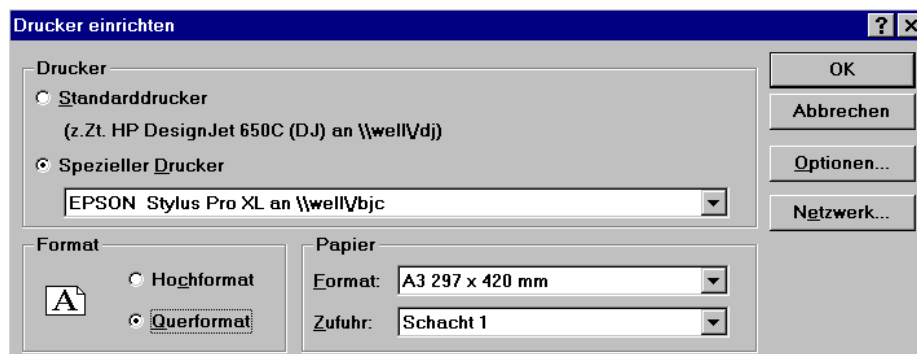 Drucker einrichten
? ×
Drucker
Standarddrucker
(z.Zt. HP DesignJet 650C (DJ) an \\well\/dj)
Spezieller Drucker
EPSON Stylus Pro XL an \\well\/bjc
OK
Abbrechen
Optionen...
Netzwerk...
Format
A
Hochformat
Querformat
Papier
Format: A3 297 x 420 mm
Zufuhr: Schacht 1